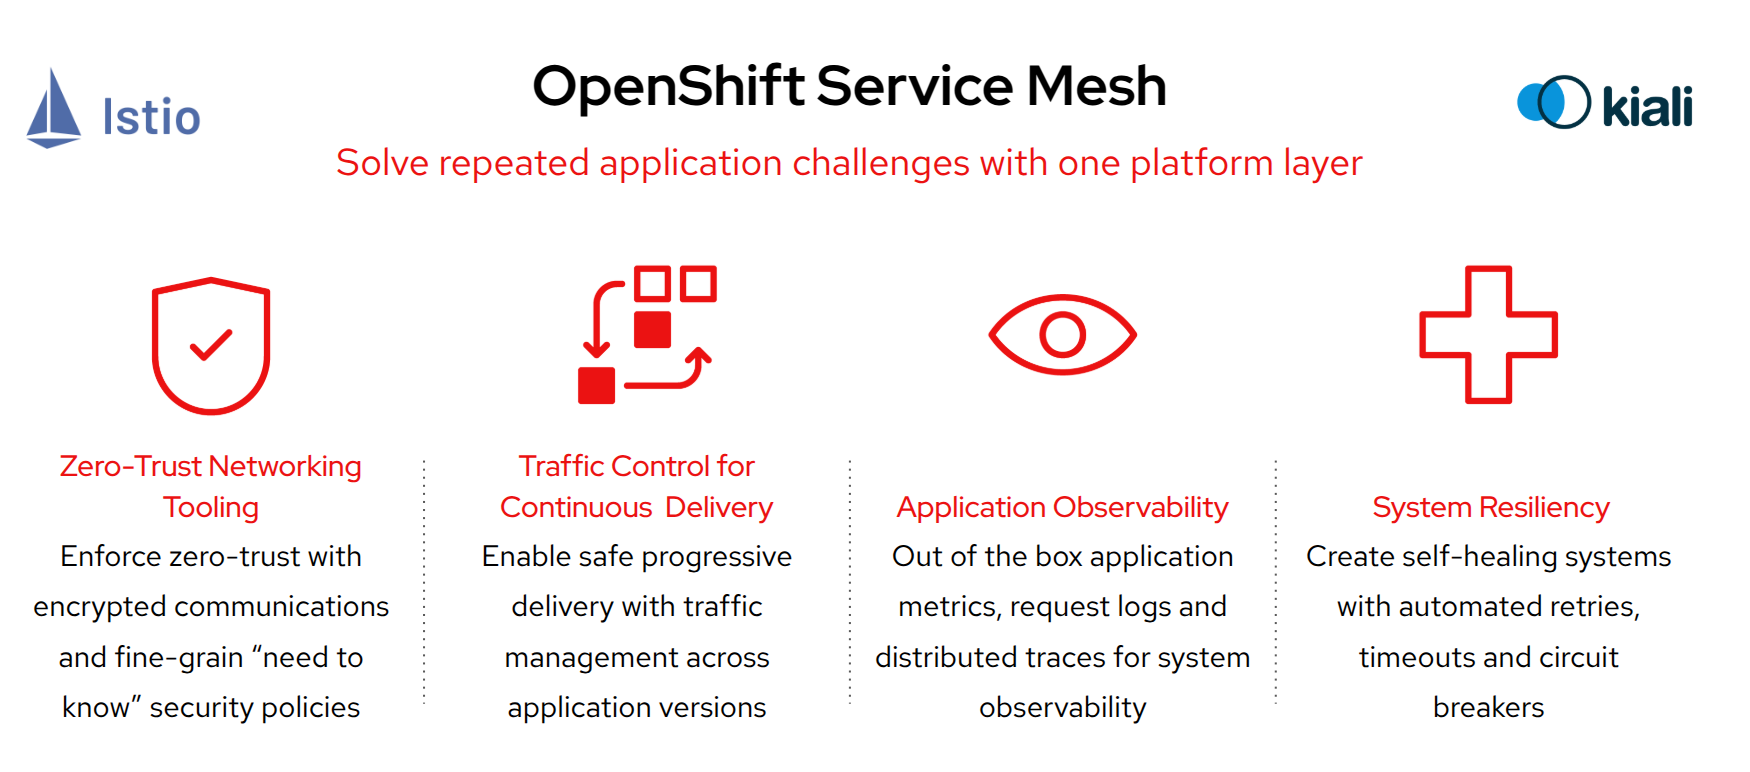 Istio
OpenShift Service Mesh
kiali
Solve repeated application challenges with one platform layer
Zero-Trust Networking
Tooling
Enforce zero-trust with
encrypted communications
and fine-grain “need to
know” security policies
Traffic Control for
Continuous Delivery
Enable safe progressive
delivery with traffic
management across
application versions
Application Observability
Out of the box application
metrics, request logs and
distributed traces for system
observability
System Resiliency
Create self-healing systems
with automated retries,
timeouts and circuit
breakers